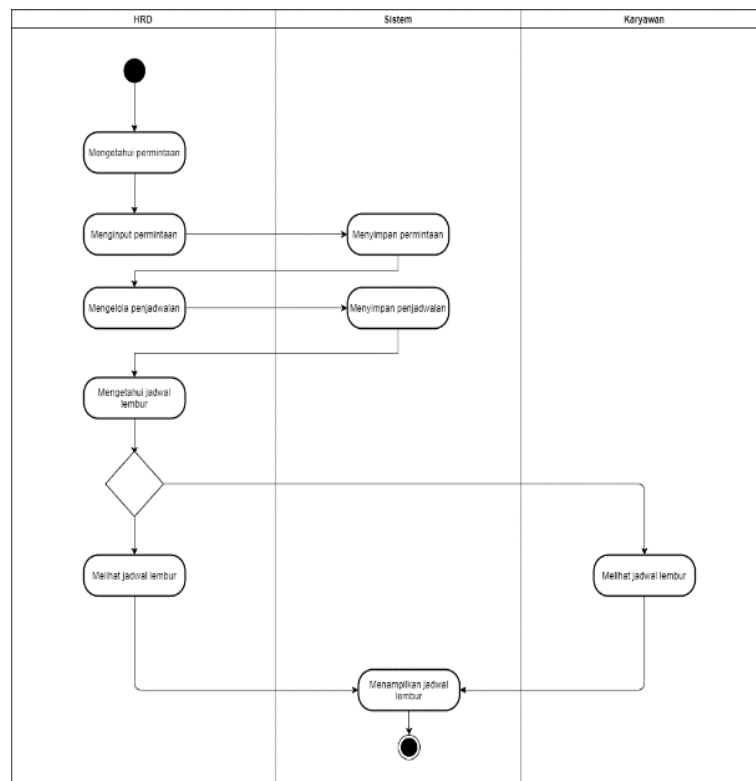 HRD
Sistem
Karyawan
Mengetahui permintaan
Menginput permintaan
Menyimpan permintaan
Mengelola penjadwalan
Menyimpan penjadwalan
Mengetahui jadwal
lembur
Melihat jadwal lembur
Melihat jadwal lembur
Menampilkan jadwal
lembur